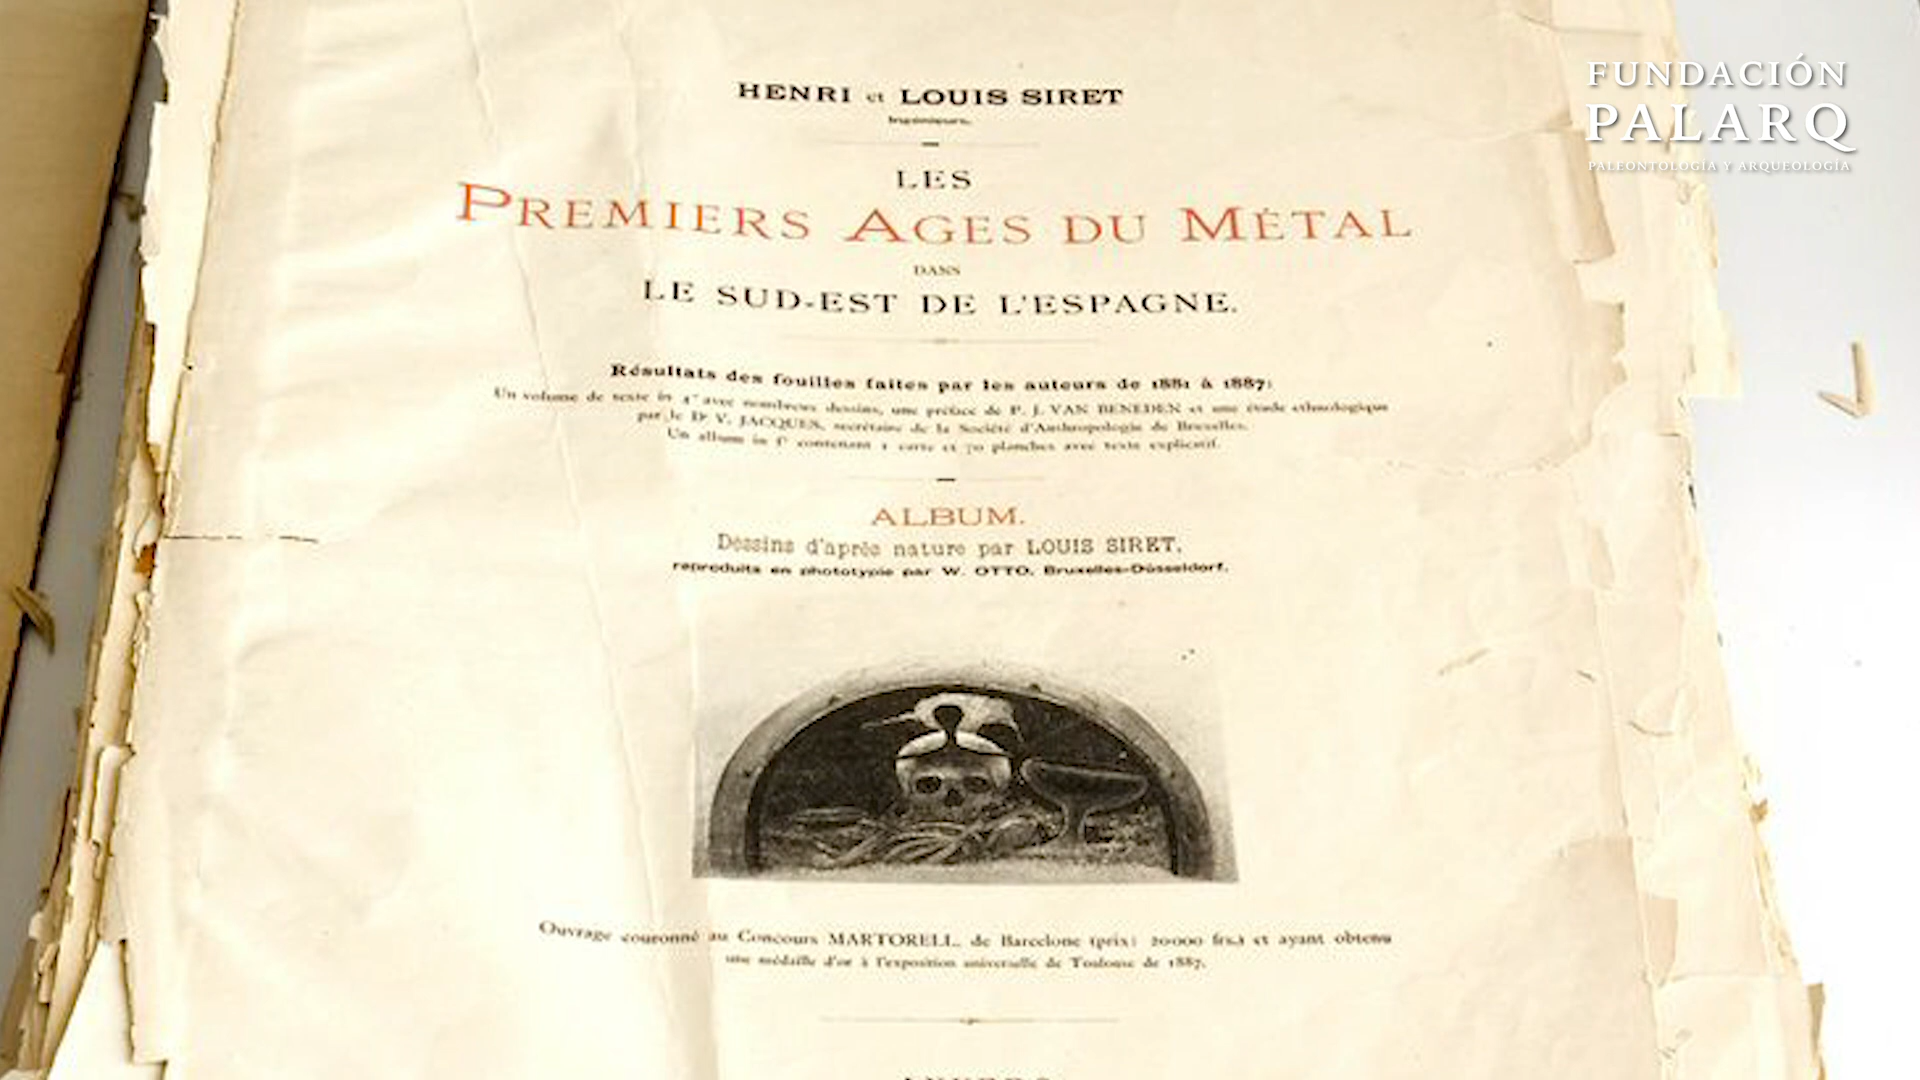 HENRI et LOUIS SIRET
Ingénieurs.
LES
PREMIERS AGES DU MÉTAL
DANS
LE SUD-EST DE L'ESPAGNE.
Résultats des fouilles faites par les auteurs de 1881 à 1887:
Un volume de texte in 4° avec nombreux dessins, une préface de P. J. VAN BENEDEN et une étude ethnologique
par le Dr V. JACQUES, secrétaire de la Société d'Anthropologie de Bruxelles.
Un album in f° contenant 1 carte et 70 planches avec texte explicatif.
ALBUM.
Dessins d'après nature par LOUIS SIRET,
reproduits en phototypie par W. OTTO, Bruxelles-Düsseldorf.
Ouvrage couronné au Concours MARTORELL, de Barcelone (prix: 20000 frs.) et ayant obtenu
une médaille d'or à l'exposition universelle de Toulouse de 1887.
FUNDACIÓN
PALARQ
PALEONTOLOGÍA Y ARQUEOLOGÍA